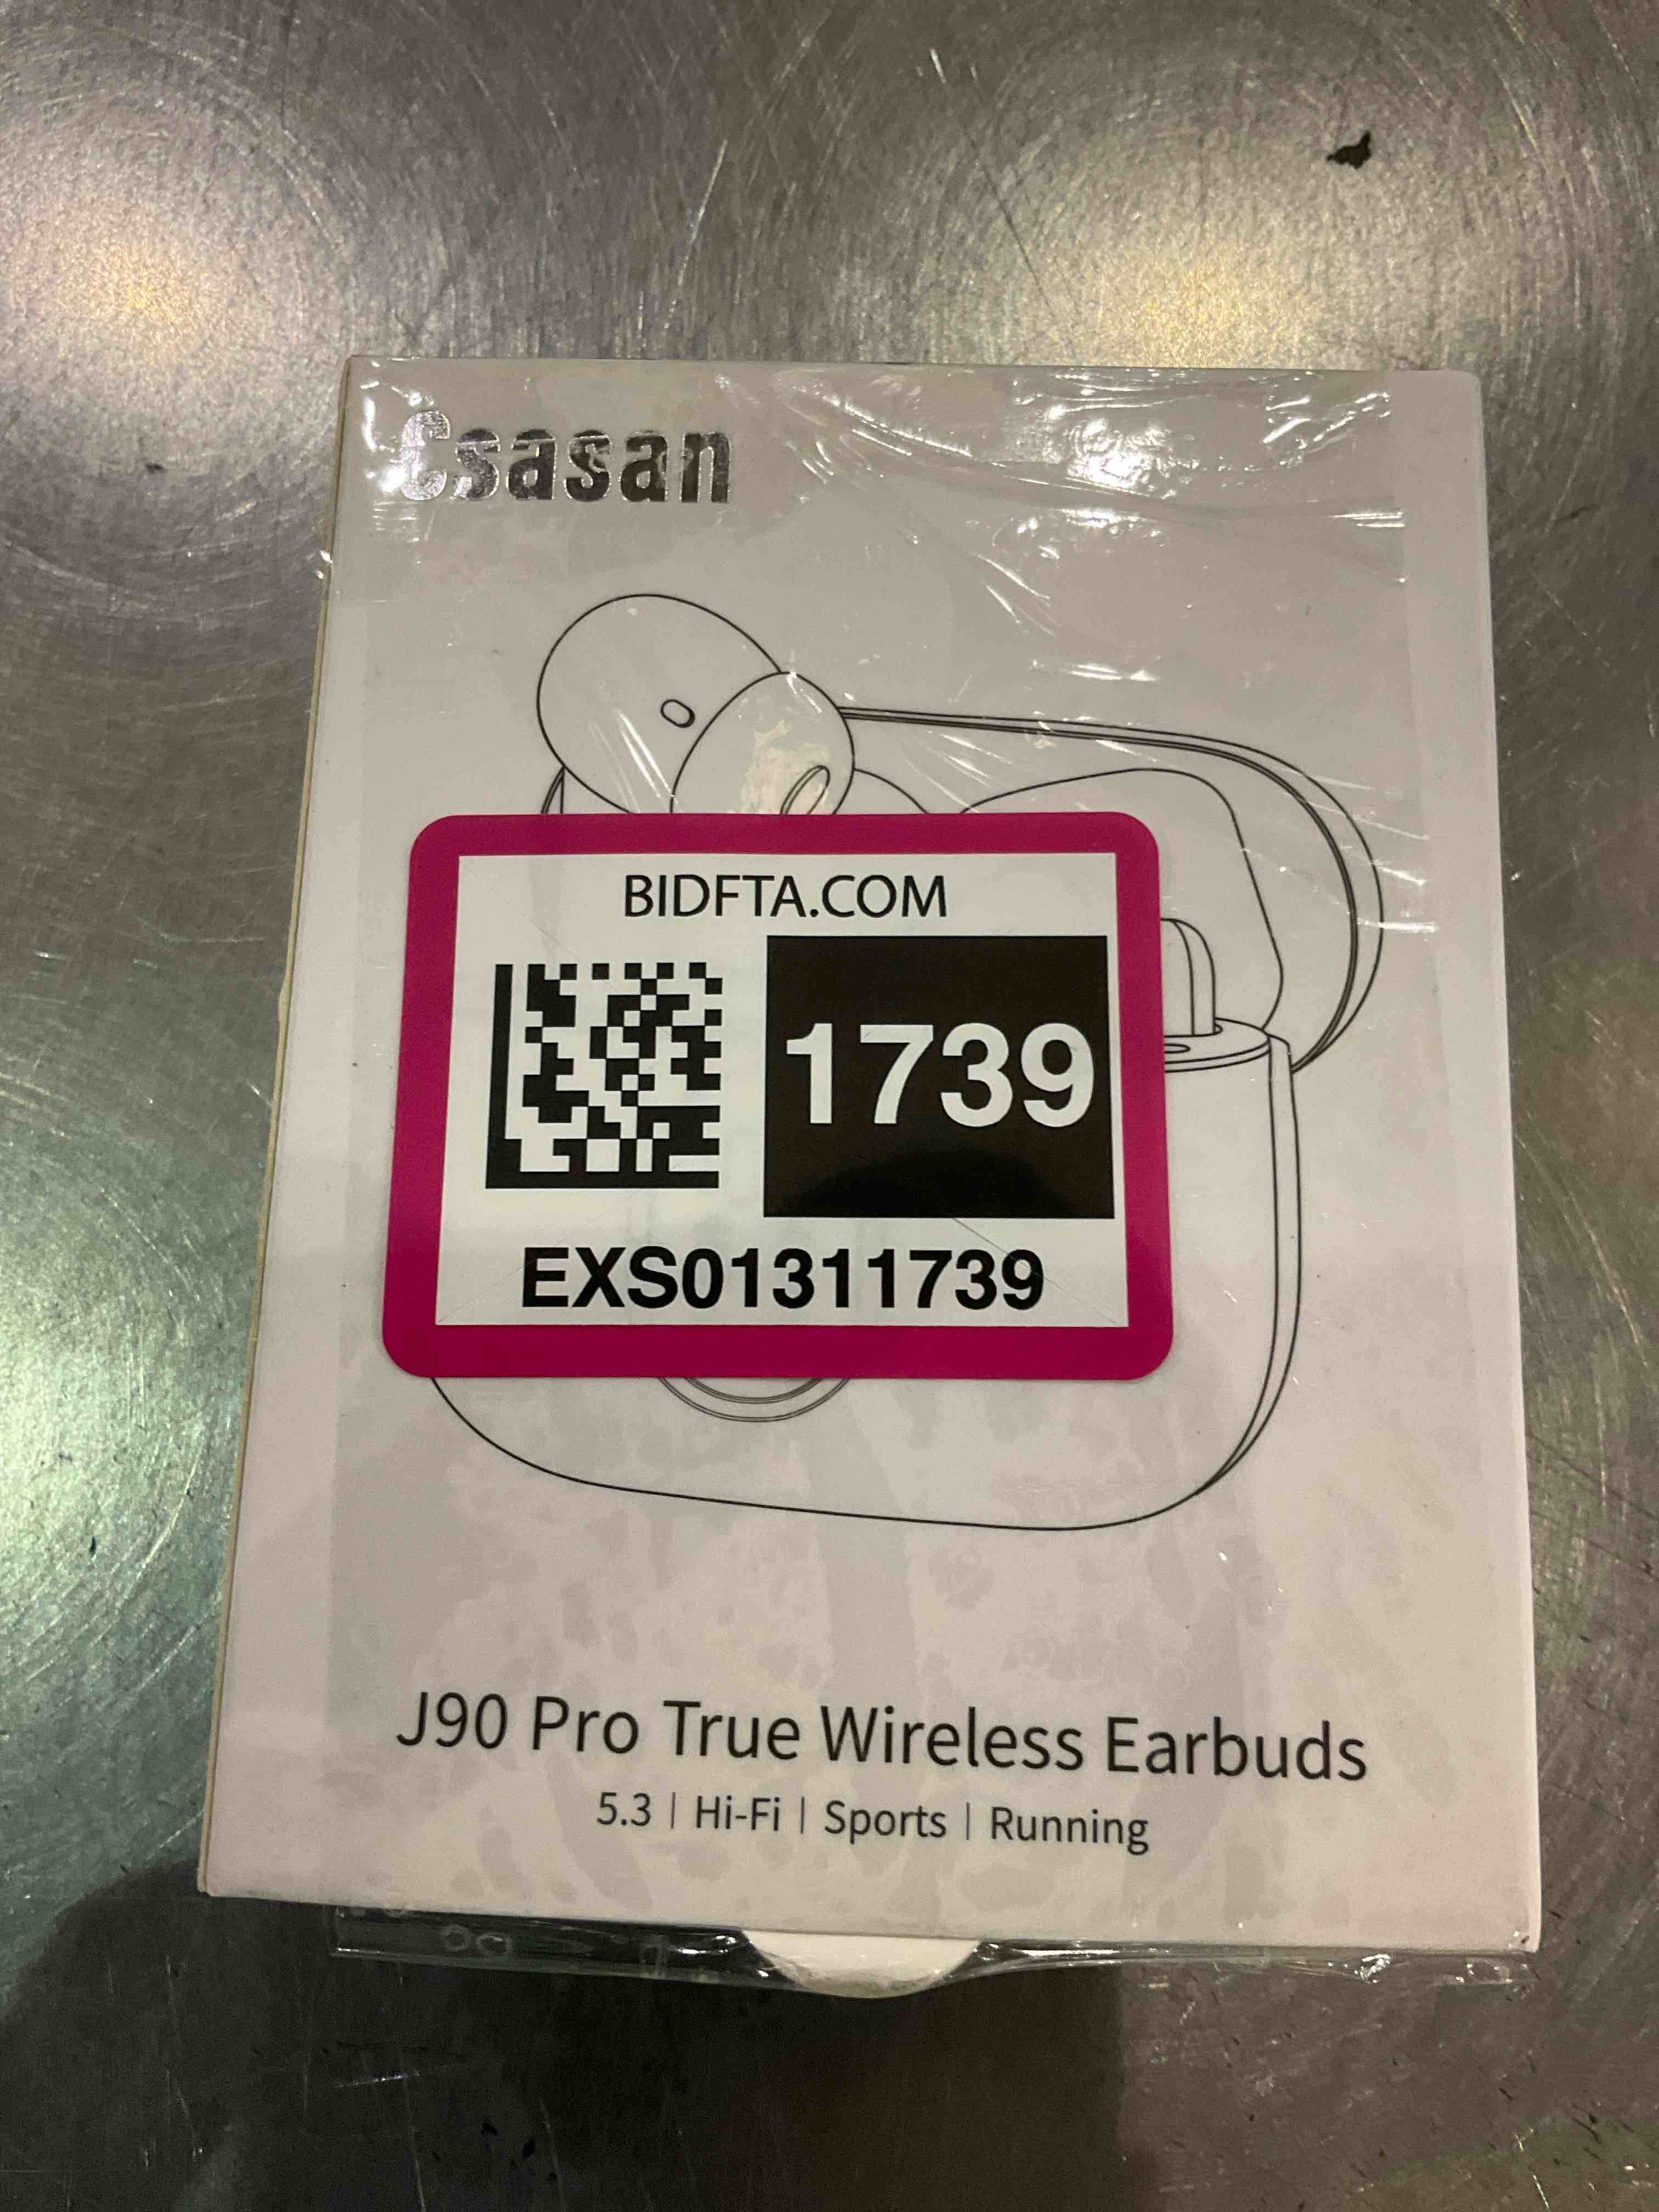 Csasan
BIDFTA.COM
1739
EXS01311739
J90 Pro True Wireless Earbuds
5.3 | Hi-Fi | Sports | Running